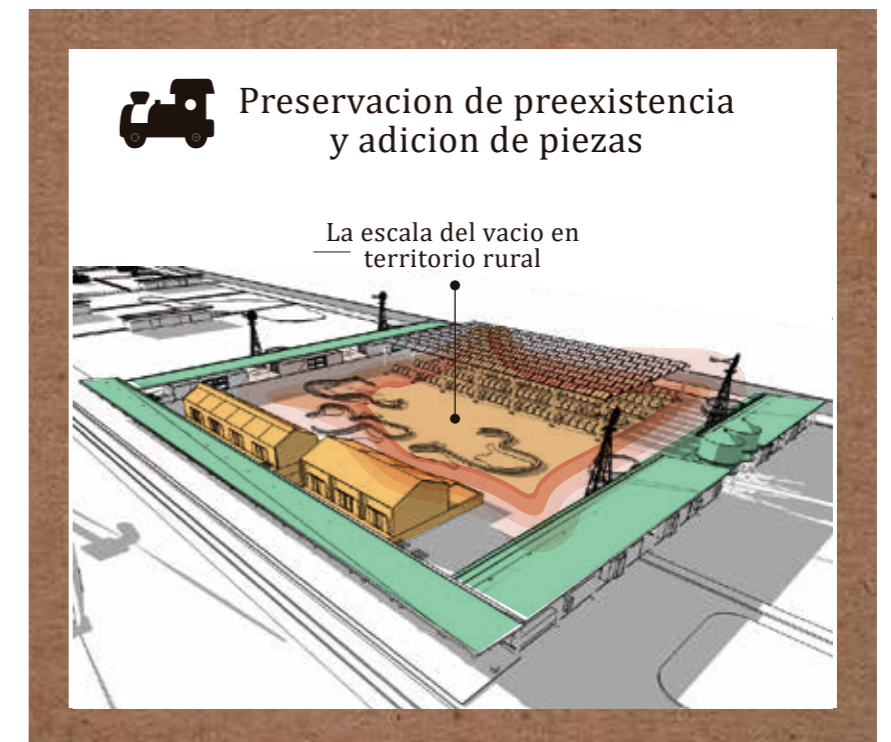 Preservacion de preexistencia
y adicion de piezas
La escala del vacio en
territorio rural